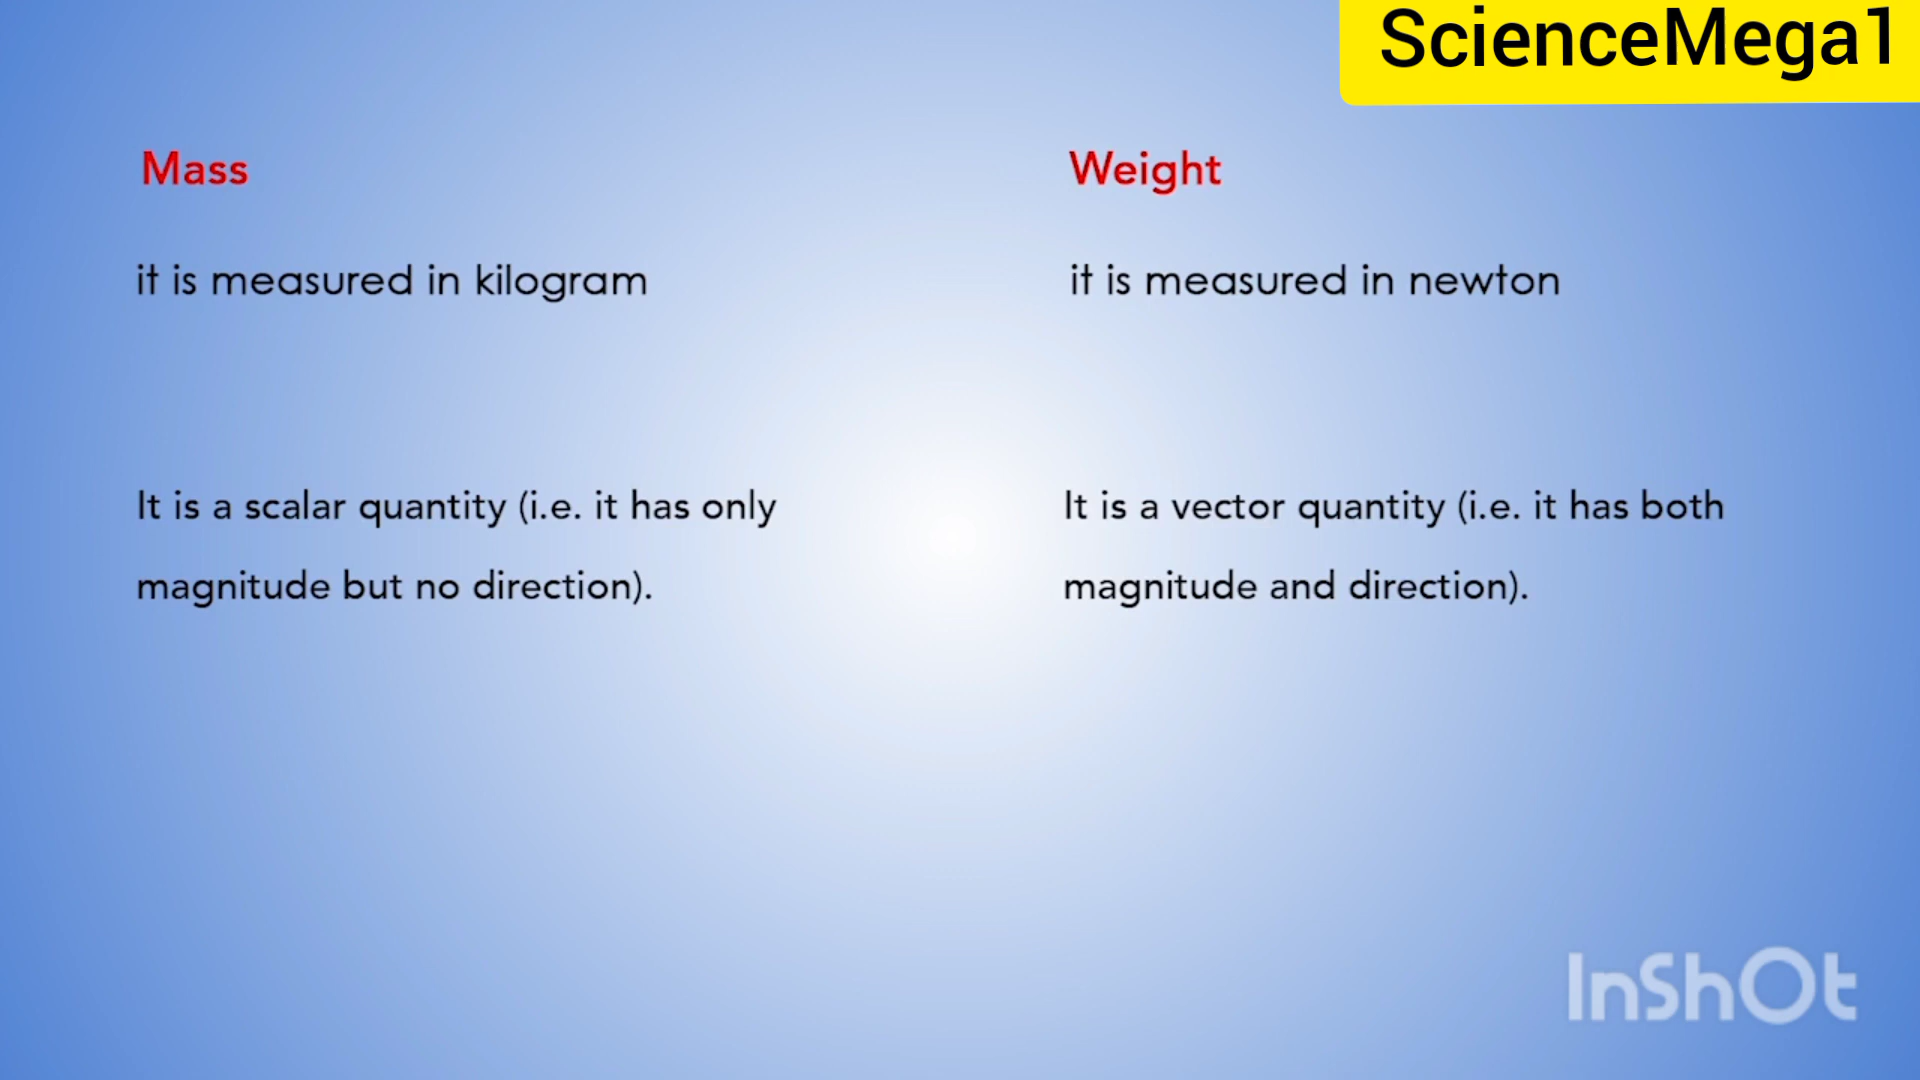 ScienceMega1
Mass
Weight
it is measured in kilogram
it is measured in newton
It is a scalar quantity (i.e. it has only
magnitude but no direction).
It is a vector quantity (i.e. it has both
magnitude and direction).
InShOt